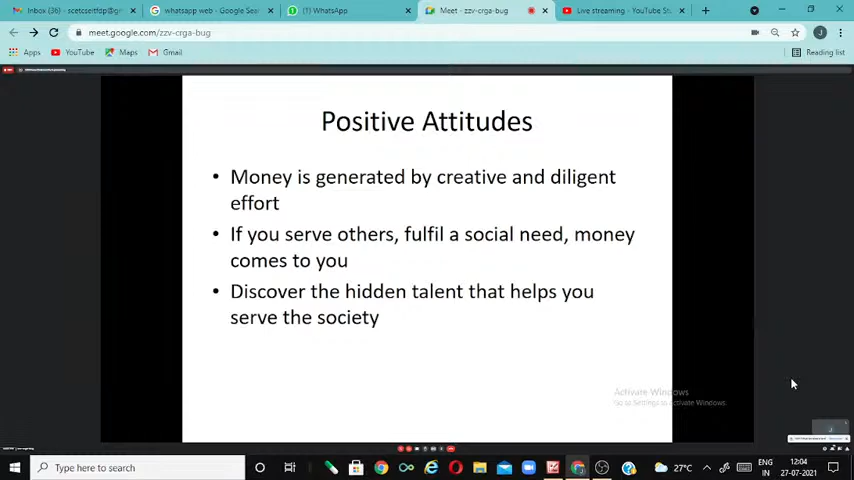 Inbox (36) - scetcseitfdp@gm
whatsapp web - Google Sea
(1) WhatsApp
Meet - zzv-crga-bug
Live streaming - YouTube St
meet.google.com/zzv-crga-bug
Apps
YouTube
Maps
Gmail
Reading list
Positive Attitudes
• Money is generated by creative and diligent
effort
• If you serve others, fulfil a social need, money
comes to you
• Discover the hidden talent that helps you
serve the society
Activate Windows
Go to Settings to activate Windows.
Type here to search
27°C
ENG
IN
12:04
27-07-2021